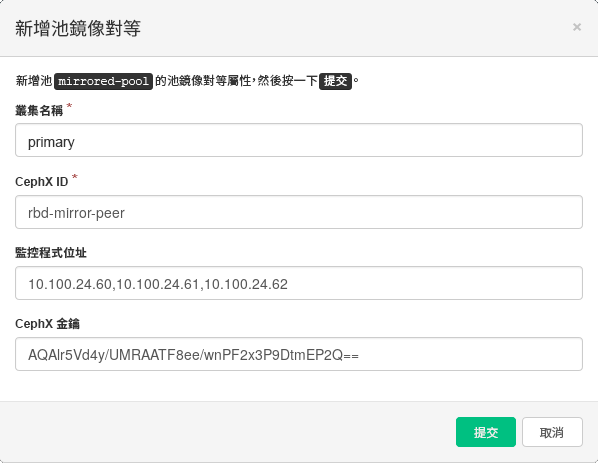 新增池鏡像對等
×
新增池 mirrored-pool 的池鏡像對等屬性，然後按一下 提交。
叢集名稱 *
primary
CephX ID *
rbd-mirror-peer
監控程式位址
10.100.24.60,10.100.24.61,10.100.24.62
CephX 金鑰
AQAlr5Vd4y/UMRAATF8ee/wnPF2x3P9DtmEP2Q==
提交 取消